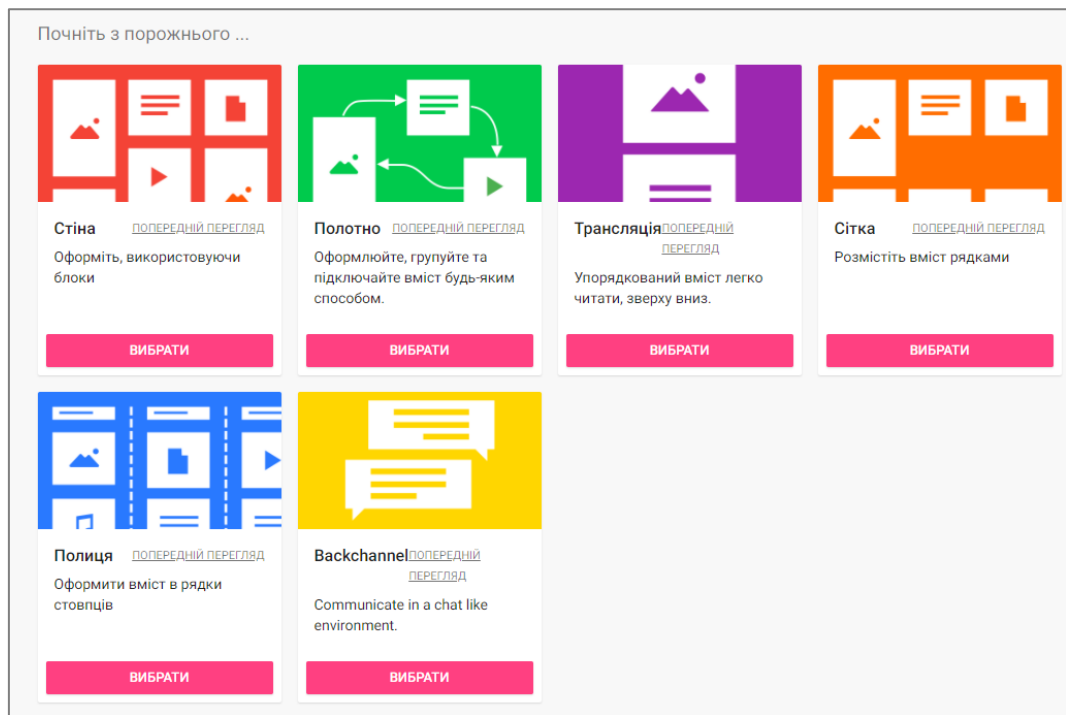 Почніть з порожнього ...
Стіна ПОПЕРЕДНІЙ ПЕРЕГЛЯД
Оформіть, використовуючи
блоки
ВИБРАТИ
Полотно ПОПЕРЕДНІЙ ПЕРЕГЛЯД
Оформлюйте, групуйте та
підключайте вміст будь-яким
способом.
ВИБРАТИ
Трансляція ПОПЕРЕДНІЙ
ПЕРЕГЛЯД
Упорядкований вміст легко
читати, зверху вниз.
ВИБРАТИ
Сітка ПОПЕРЕДНІЙ ПЕРЕГЛЯД
Розмістіть вміст рядками
ВИБРАТИ
Полиця ПОПЕРЕДНІЙ ПЕРЕГЛЯД
Оформити вміст в рядки
стовпців
ВИБРАТИ
Backchannel ПОПЕРЕДНІЙ
ПЕРЕГЛЯД
Communicate in a chat like
environment.
ВИБРАТИ